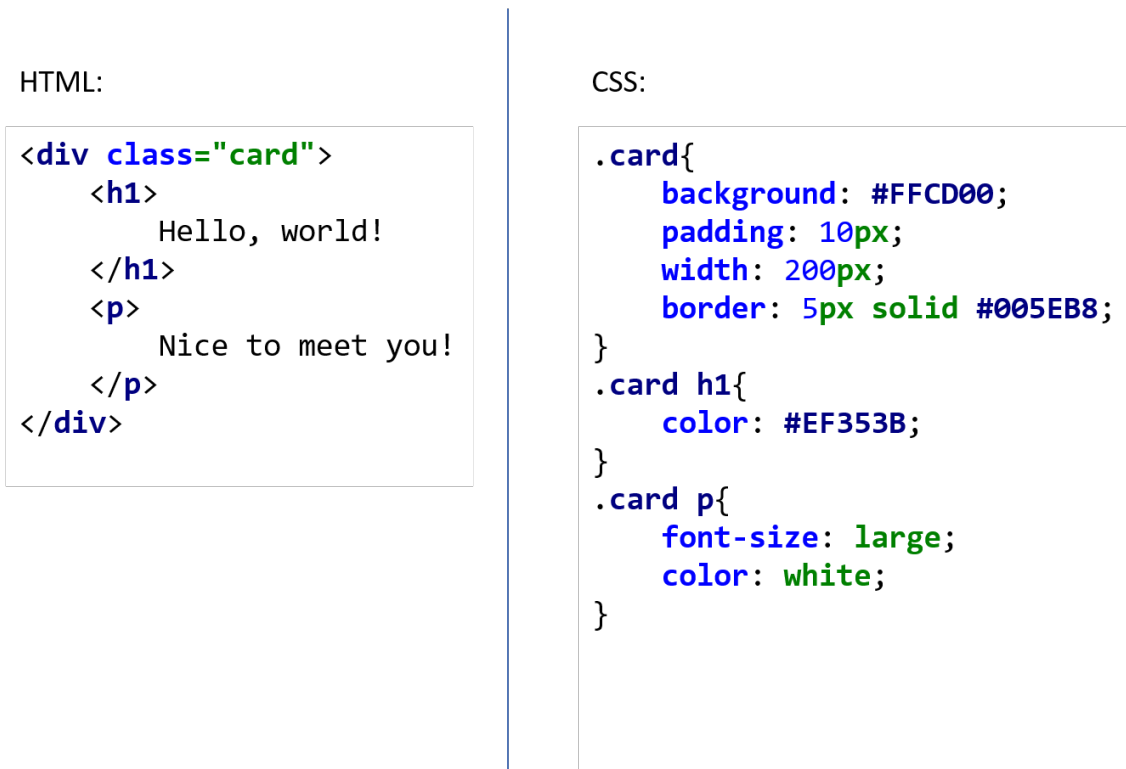 HTML:
<div class="card">
    <h1>
        Hello, world!
    </h1>
    <p>
        Nice to meet you!
    </p>
</div>
CSS:
.card{
    background: #FFCD00;
    padding: 10px;
    width: 200px;
    border: 5px solid #005EB8;
}
.card h1{
    color: #EF353B;
}
.card p{
    font-size: large;
    color: white;
}